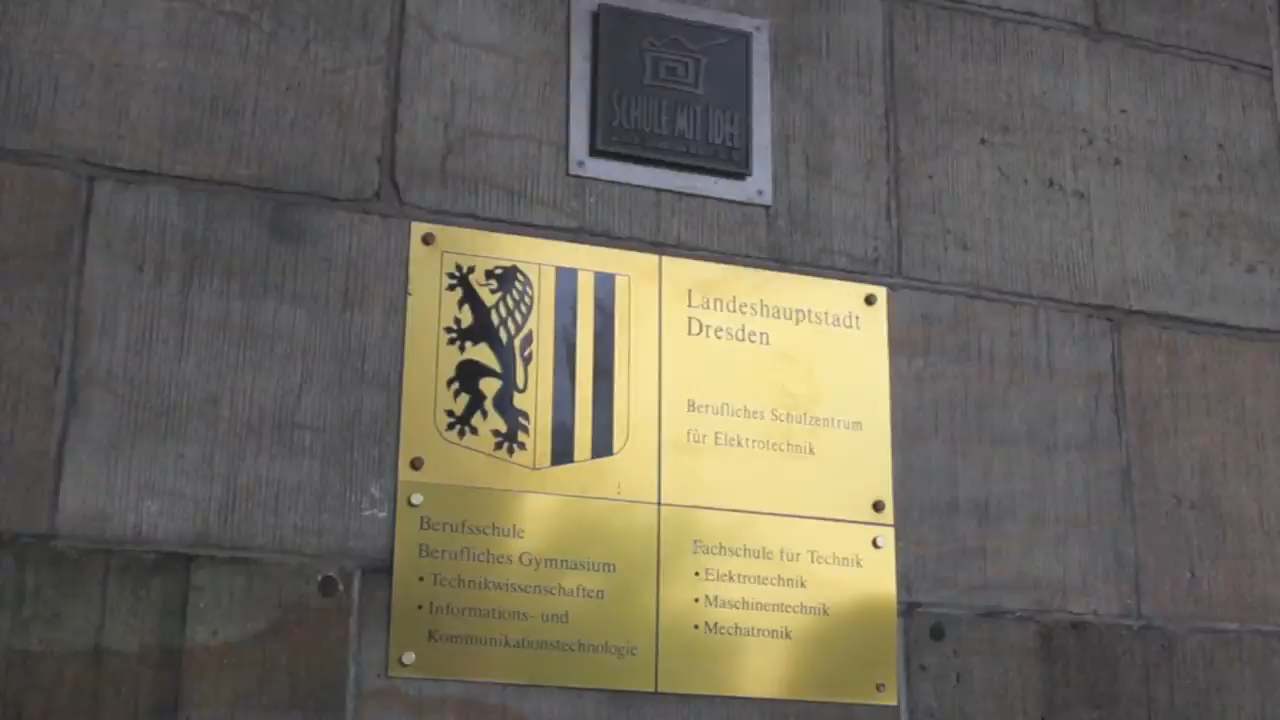 SCHULE MIT IDEE
Landeshauptstadt
Dresden
Berufliches Schulzentrum
für Elektrotechnik
Berufsschule
Berufliches Gymnasium
• Technikwissenschaften
• Informations- und
Kommunikationstechnologie
Fachschule für Technik
• Elektrotechnik
• Maschinentechnik
• Mechatronik